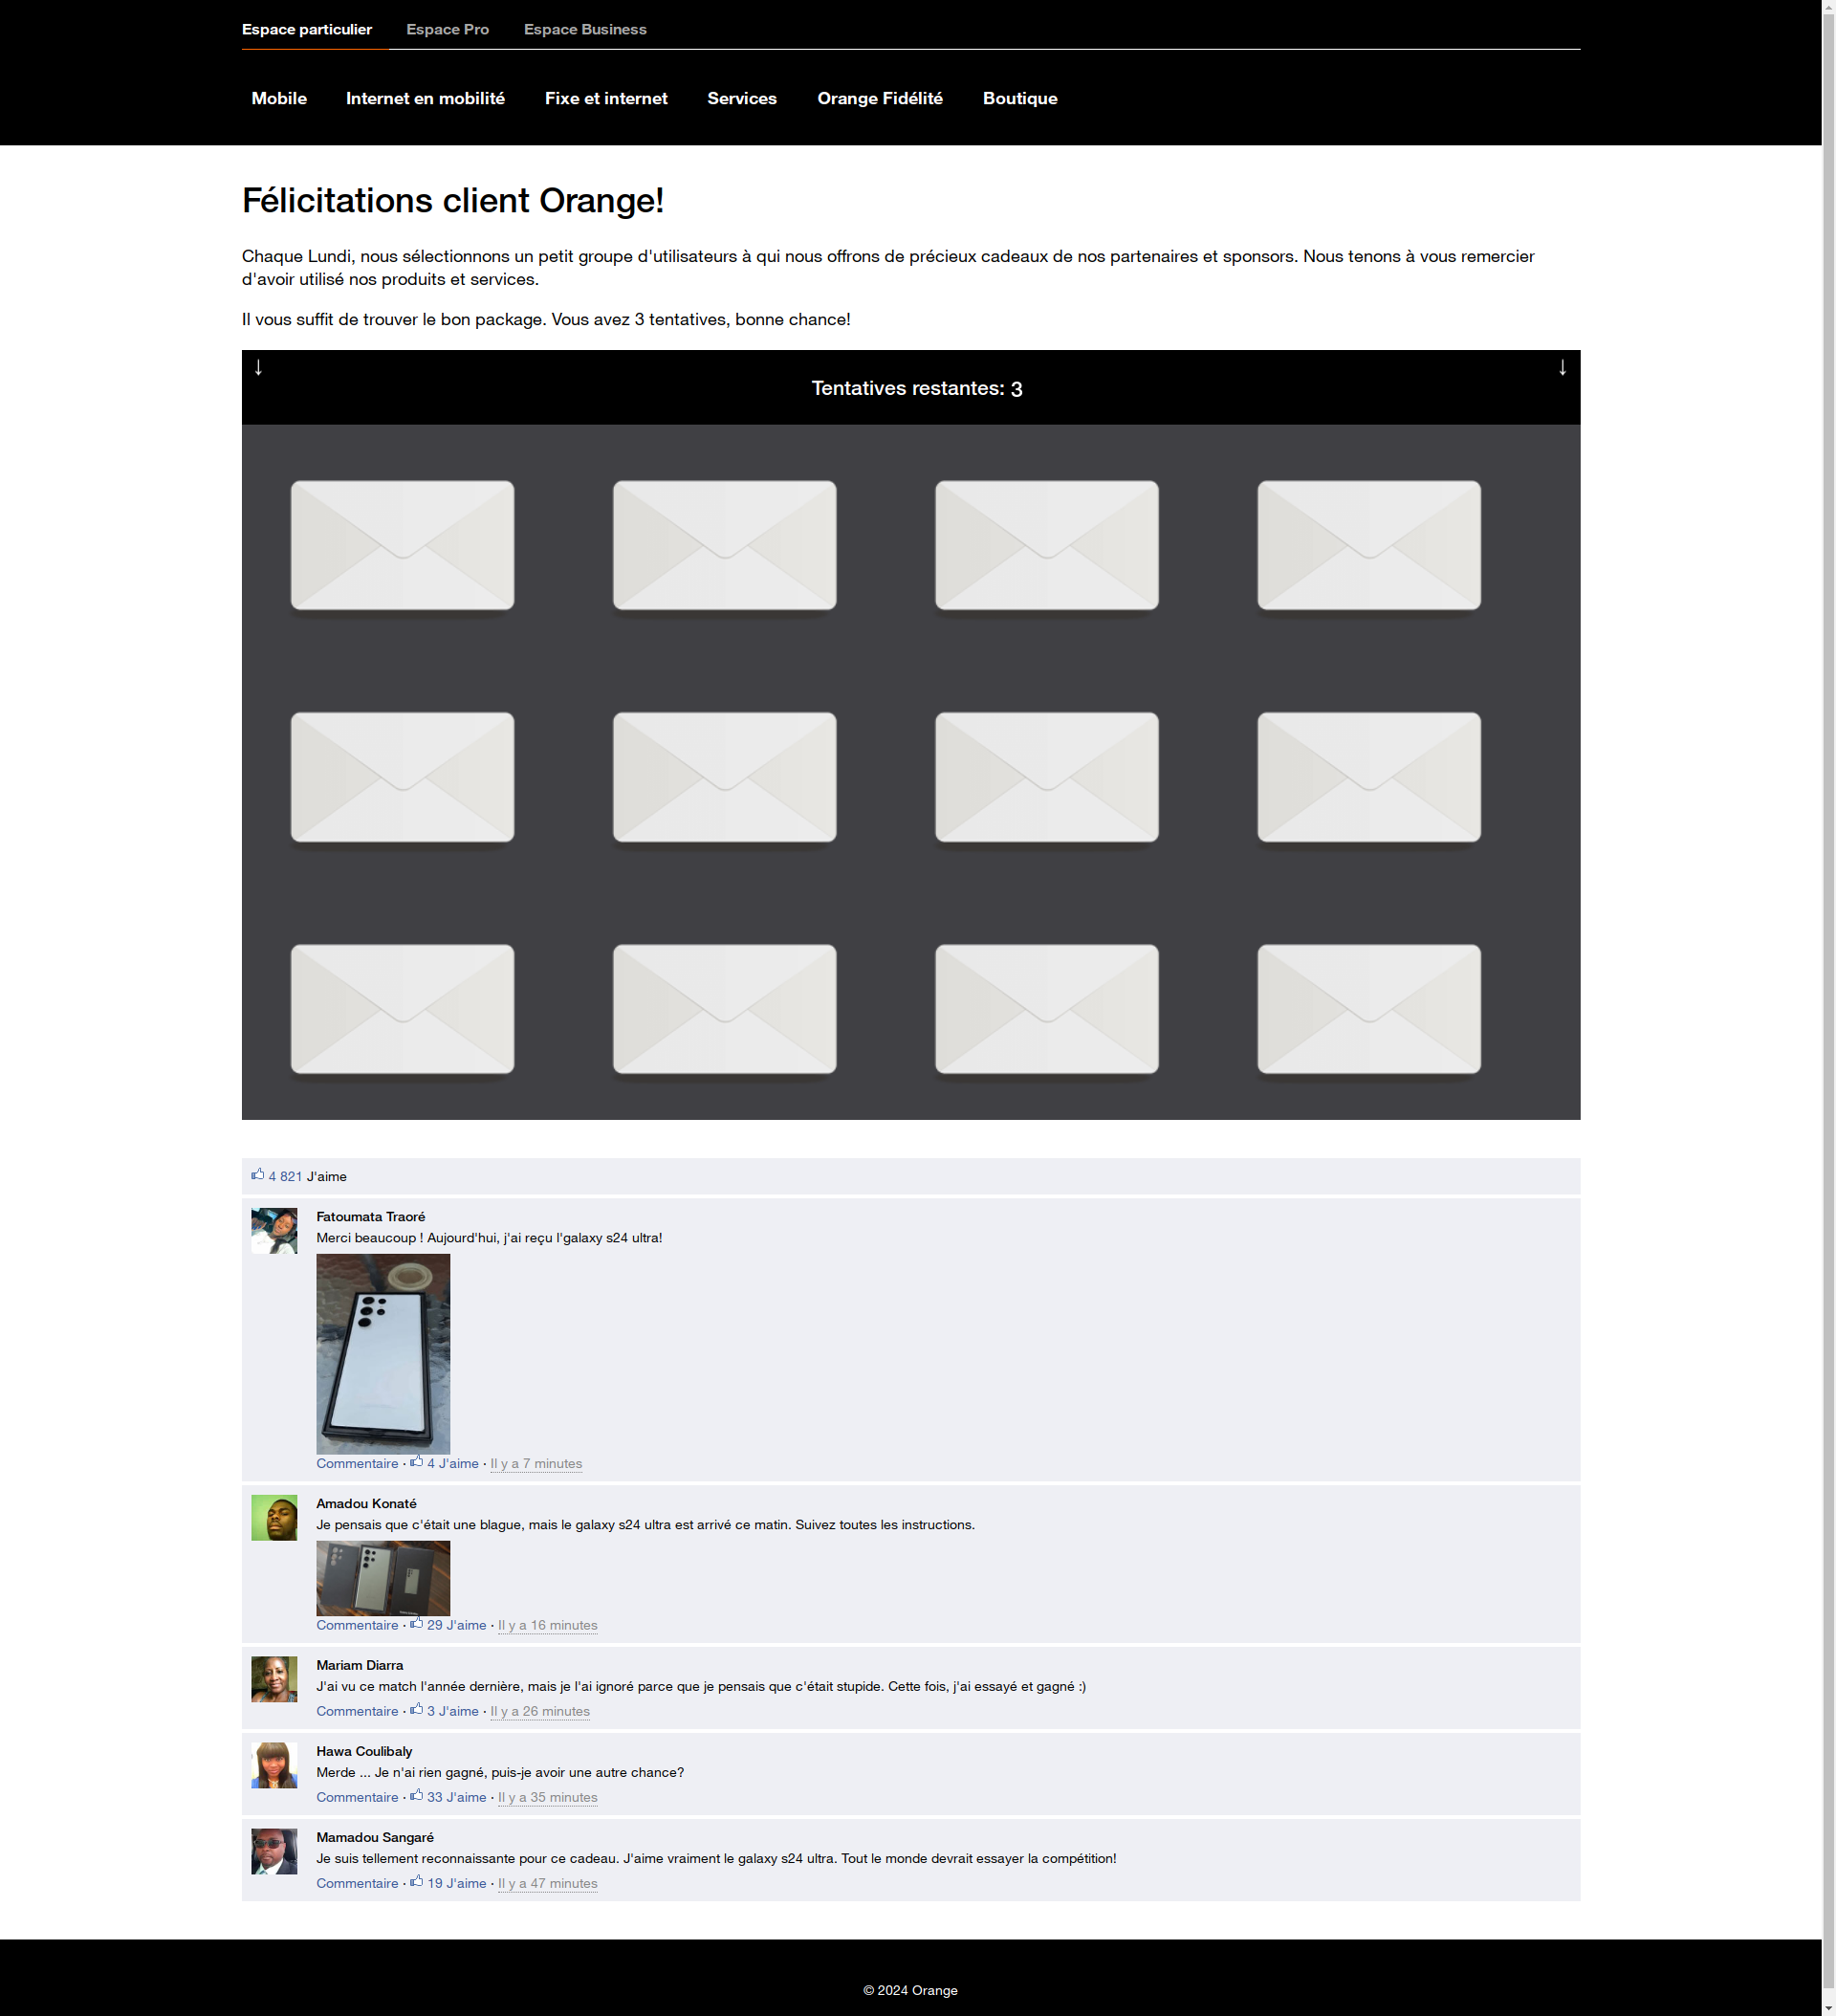 Espace particulier Espace Pro Espace Business
Mobile Internet en mobilité Fixe et internet Services Orange Fidélité Boutique
Félicitations client Orange!
Chaque Lundi, nous sélectionnons un petit groupe d'utilisateurs à qui nous offrons de précieux cadeaux de nos partenaires et sponsors. Nous tenons à vous remercier
d'avoir utilisé nos produits et services.
Il vous suffit de trouver le bon package. Vous avez 3 tentatives, bonne chance!
↓ ↓
Tentatives restantes: 3
4 821 J'aime
Fatoumata Traoré
Merci beaucoup ! Aujourd'hui, j'ai reçu l'galaxy s24 ultra!
Commentaire · 4 J'aime · Il y a 7 minutes
Amadou Konaté
Je pensais que c'était une blague, mais le galaxy s24 ultra est arrivé ce matin. Suivez toutes les instructions.
Commentaire · 29 J'aime · Il y a 16 minutes
Mariam Diarra
J'ai vu ce match l'année dernière, mais je l'ai ignoré parce que je pensais que c'était stupide. Cette fois, j'ai essayé et gagné :)
Commentaire · 3 J'aime · Il y a 26 minutes
Hawa Coulibaly
Merde ... Je n'ai rien gagné, puis-je avoir une autre chance?
Commentaire · 33 J'aime · Il y a 35 minutes
Mamadou Sangaré
Je suis tellement reconnaissante pour ce cadeau. J'aime vraiment le galaxy s24 ultra. Tout le monde devrait essayer la compétition!
Commentaire · 19 J'aime · Il y a 47 minutes
© 2024 Orange